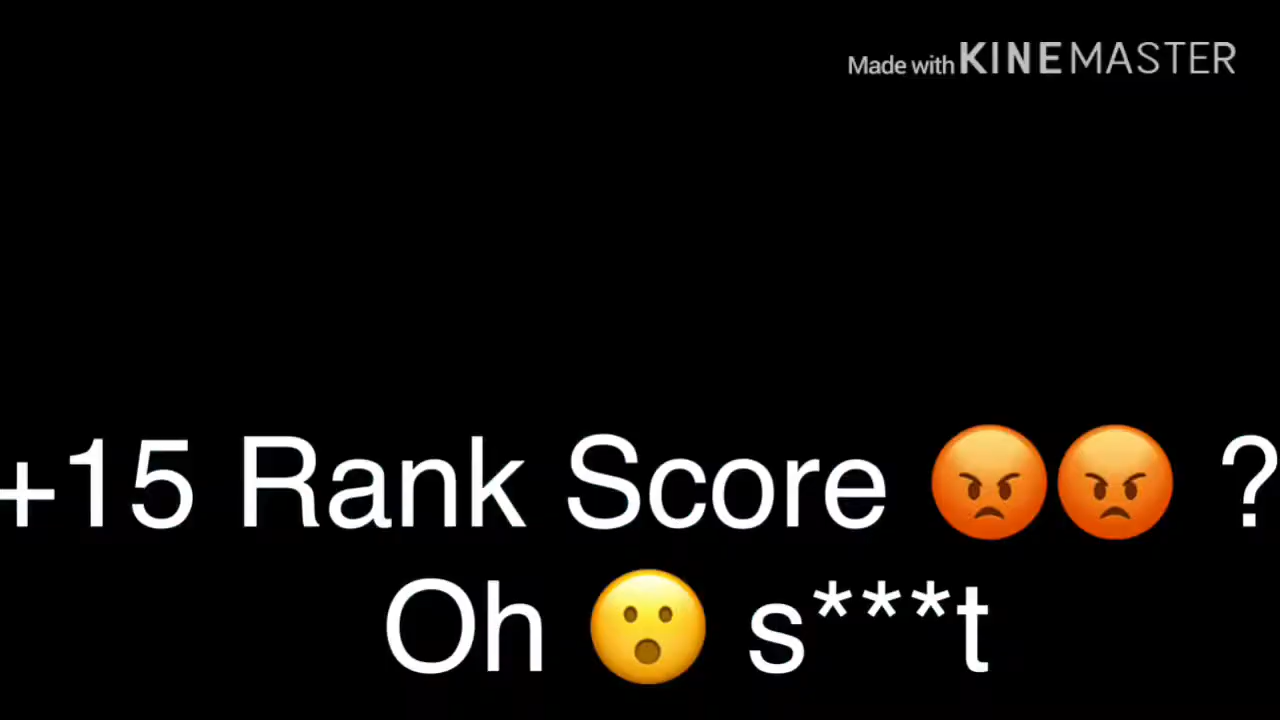 Made with KINEMASTER
+15 Rank Score 😡😡 ?
Oh 😮 s***t